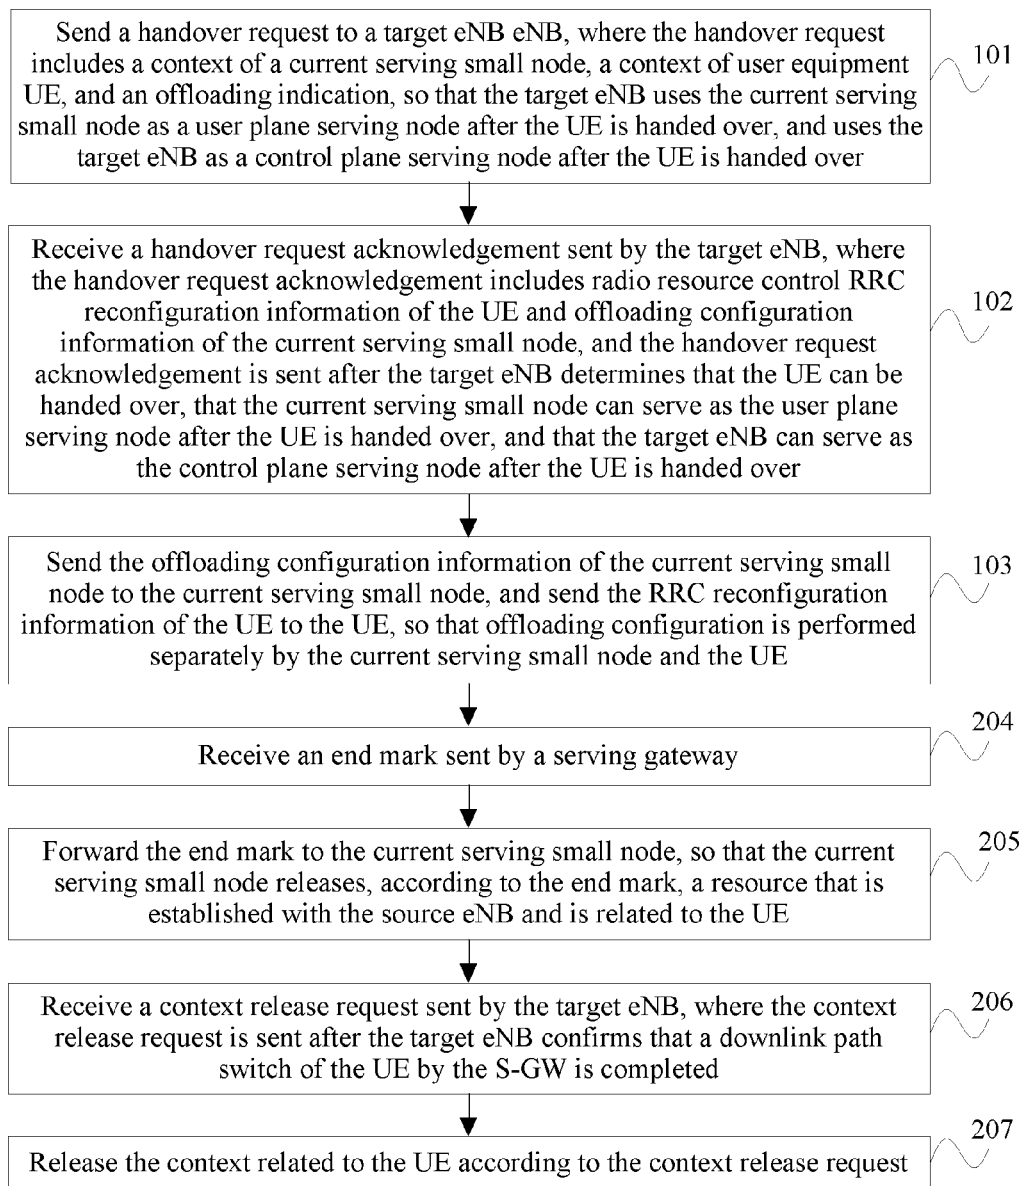 Send a handover request to a target eNB eNB, where the handover request
includes a context of a current serving small node, a context of user equipment
UE, and an offloading indication, so that the target eNB uses the current serving
small node as a user plane serving node after the UE is handed over, and uses the
target eNB as a control plane serving node after the UE is handed over
101
Receive a handover request acknowledgement sent by the target eNB, where
the handover request acknowledgement includes radio resource control RRC
reconfiguration information of the UE and offloading configuration
information of the current serving small node, and the handover request
acknowledgement is sent after the target eNB determines that the UE can be
handed over, that the current serving small node can serve as the user plane
serving node after the UE is handed over, and that the target eNB can serve as
the control plane serving node after the UE is handed over
102
Send the offloading configuration information of the current serving small
node to the current serving small node, and send the RRC reconfiguration
information of the UE to the UE, so that offloading configuration is performed
separately by the current serving small node and the UE
103
Receive an end mark sent by a serving gateway
204
Forward the end mark to the current serving small node, so that the current
serving small node releases, according to the end mark, a resource that is
established with the source eNB and is related to the UE
205
Receive a context release request sent by the target eNB, where the context
release request is sent after the target eNB confirms that a downlink path
switch of the UE by the S-GW is completed
206
Release the context related to the UE according to the context release request
207